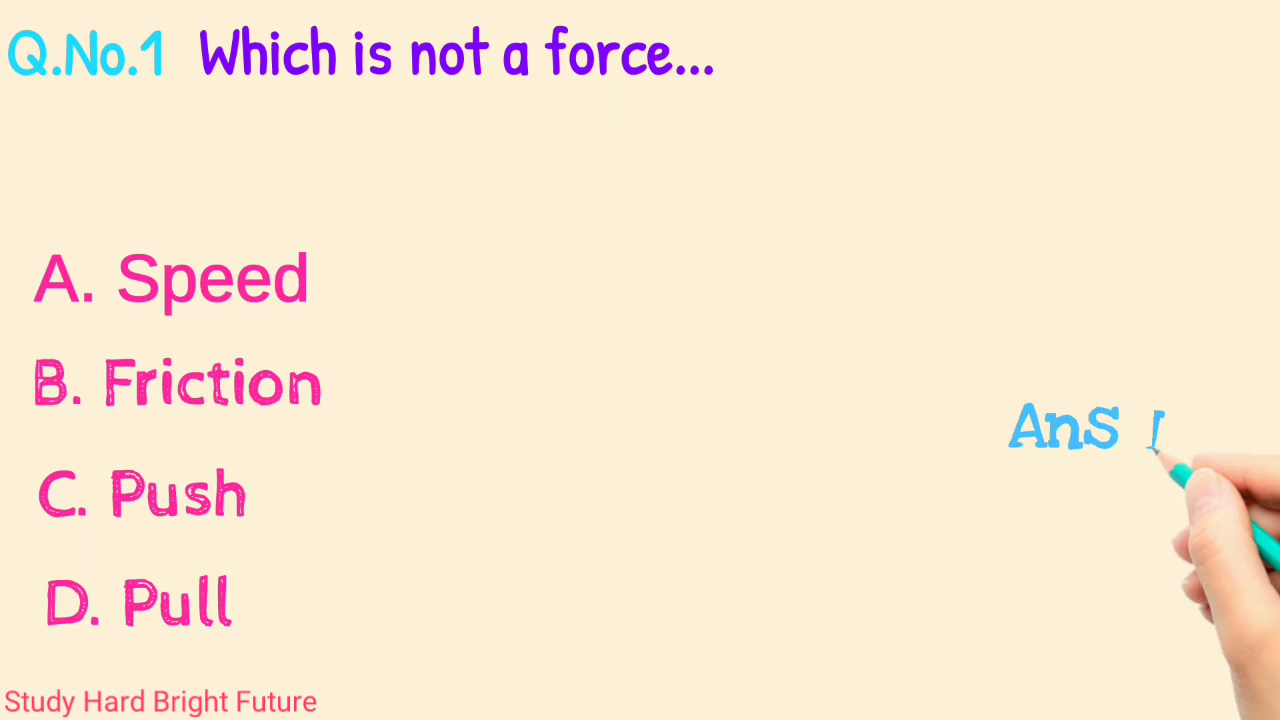 Q.No.1 Which is not a force...
A. Speed
B. Friction
C. Push
D. Pull
Ans
Study Hard Bright Future